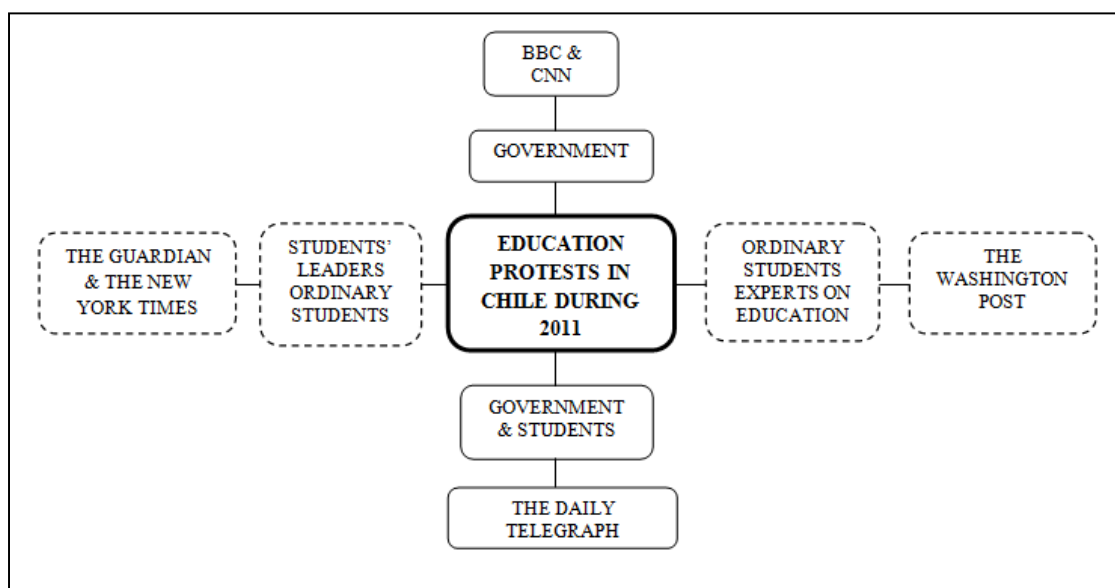 BBC &
CNN
GOVERNMENT
THE GUARDIAN
& THE NEW
YORK TIMES
STUDENTS’
LEADERS
ORDINARY
STUDENTS
EDUCATION
PROTESTS IN
CHILE DURING
2011
ORDINARY
STUDENTS
EXPERTS ON
EDUCATION
THE
WASHINGTON
POST
GOVERNMENT
& STUDENTS
THE DAILY
TELEGRAPH